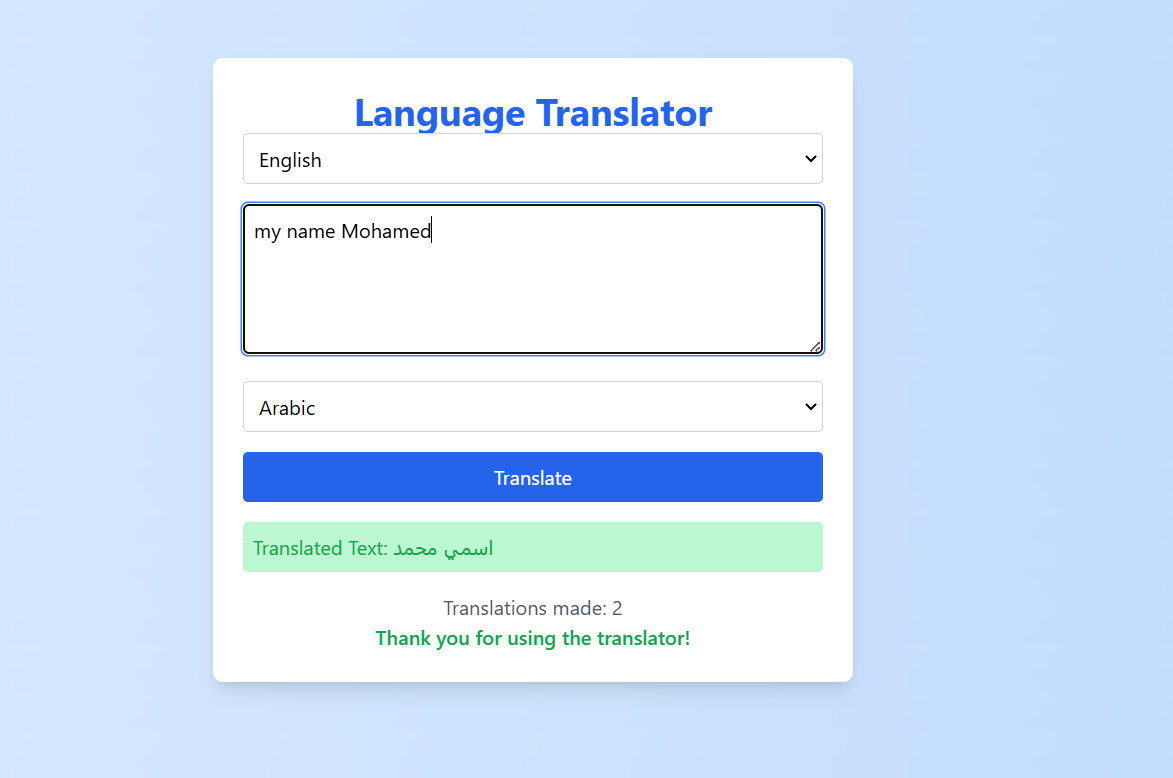 Language Translator
English
my name Mohamed
Arabic
Translate
Translated Text: اسمي محمد
Translations made: 2
Thank you for using the translator!